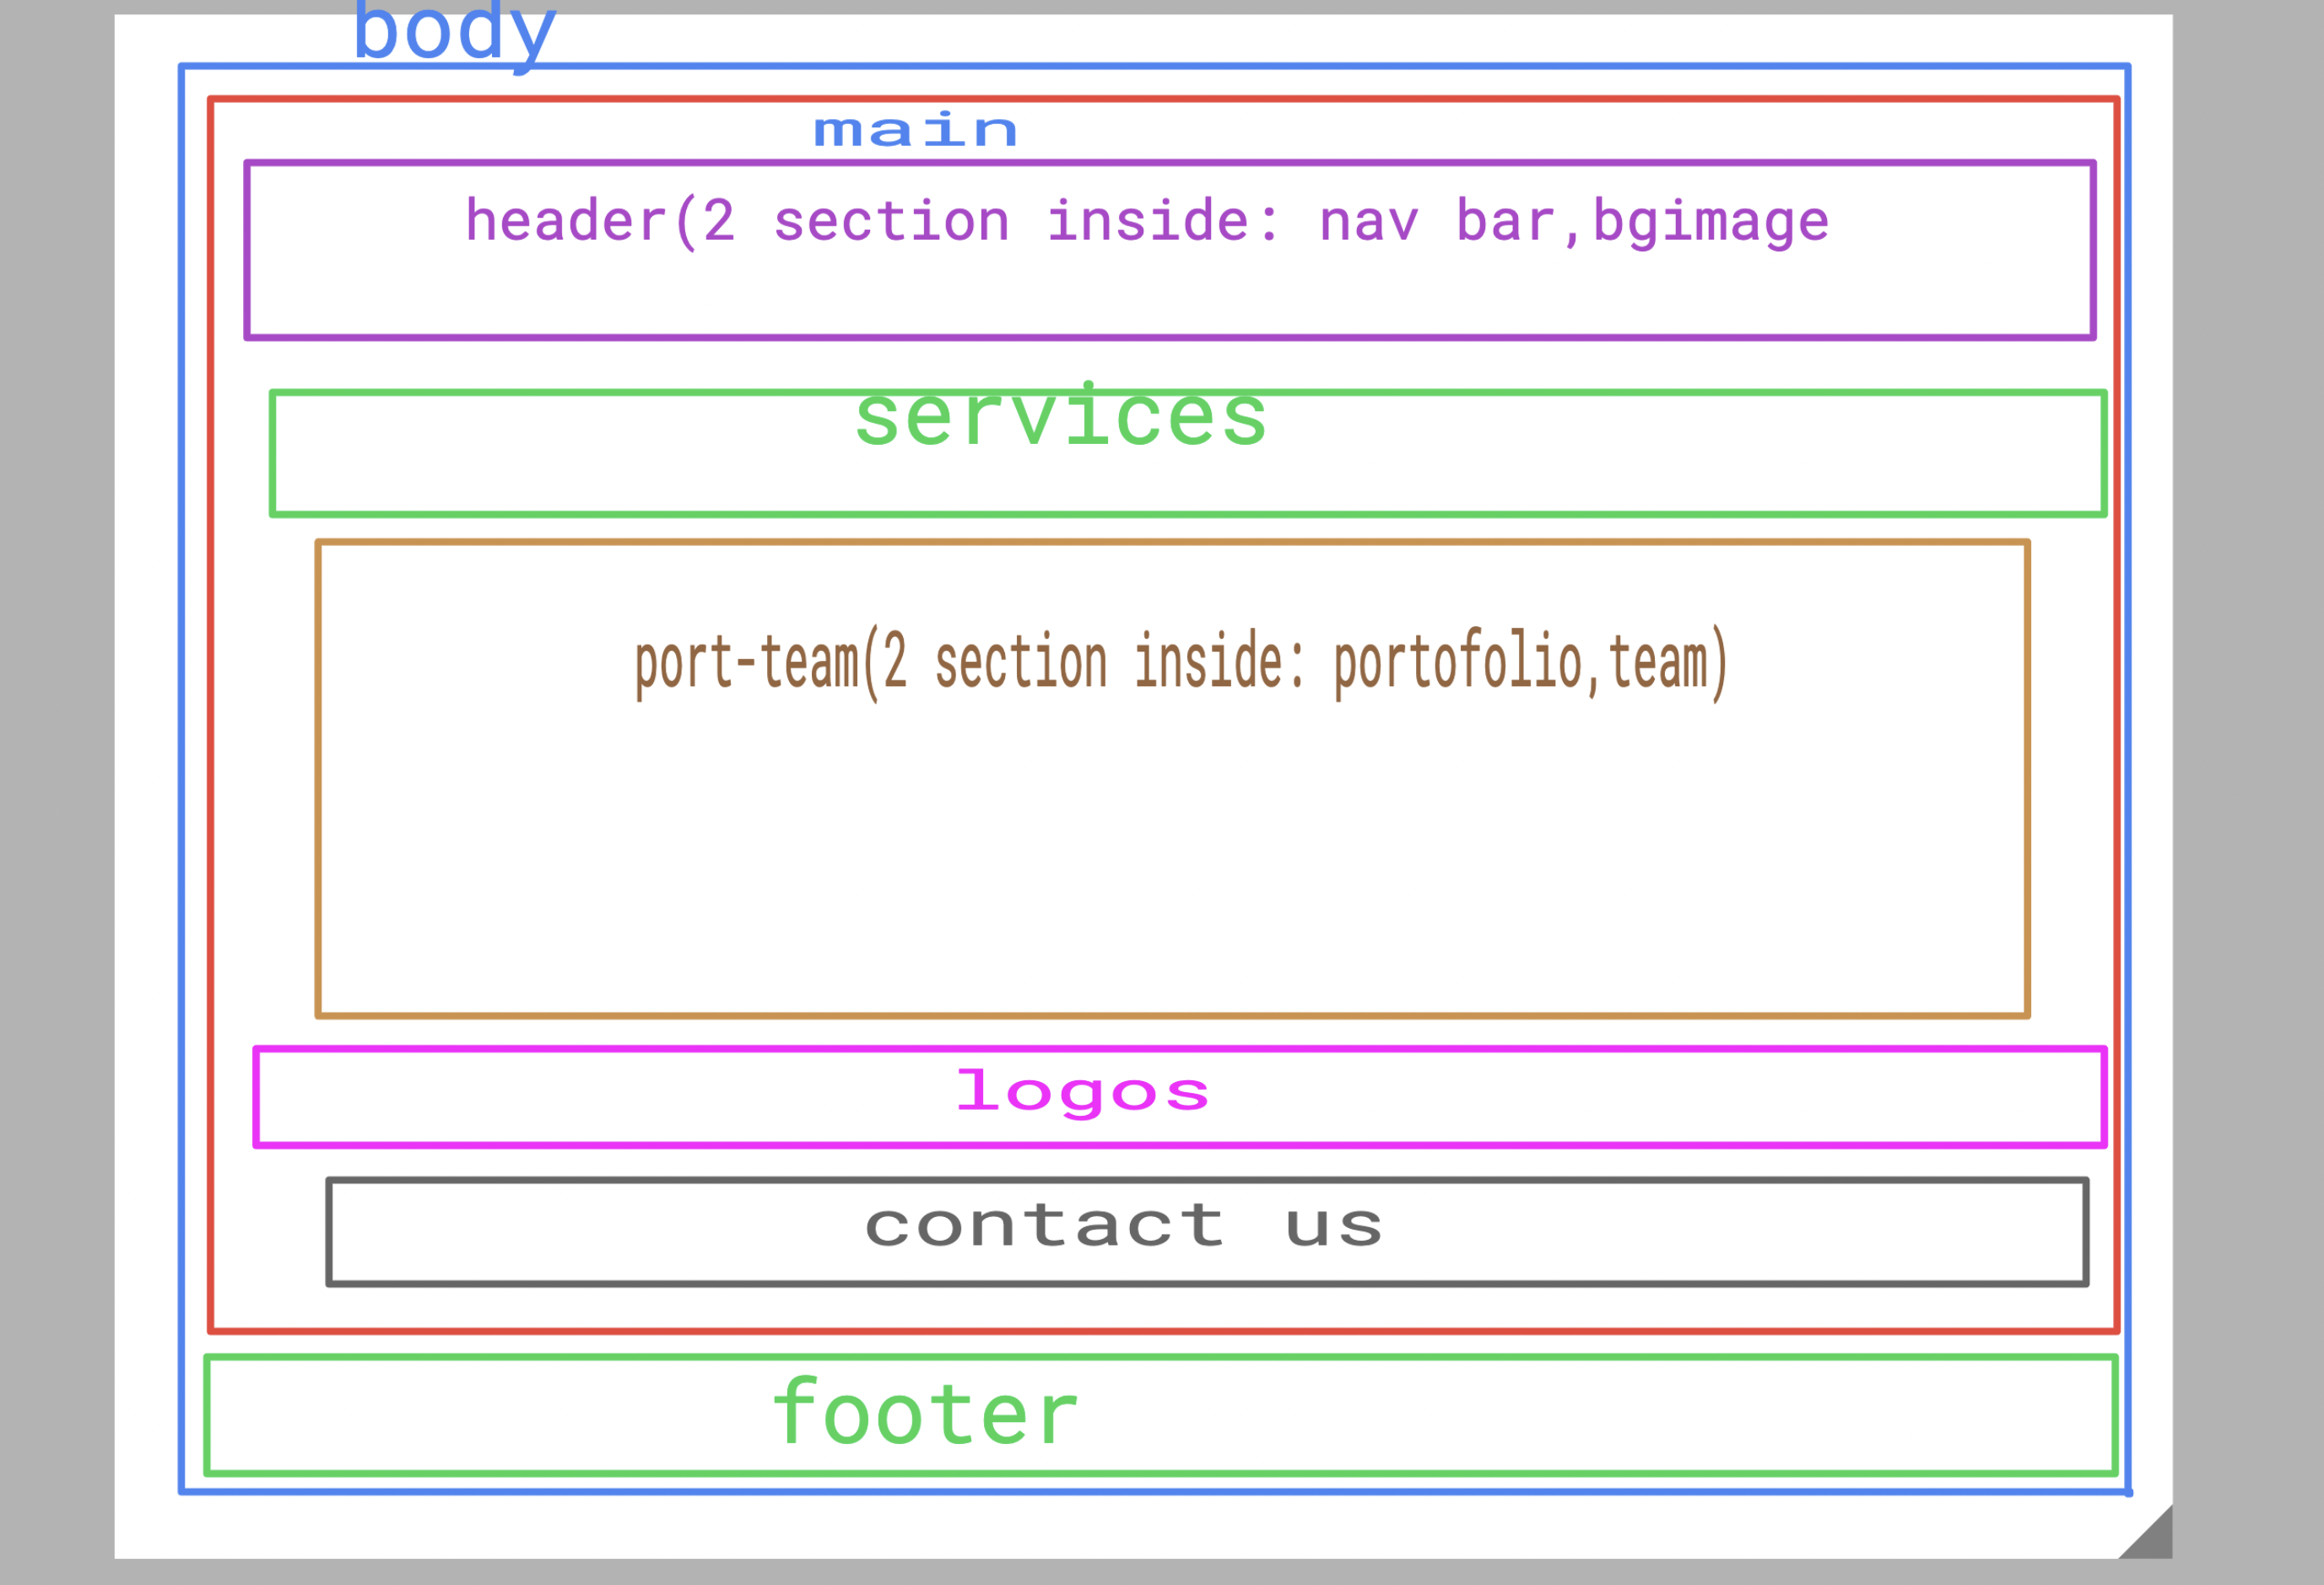 body
main
header(2 section inside: nav bar,bgimage
services
port-team(2 section inside: portofolio,team)
logos
contact us
footer